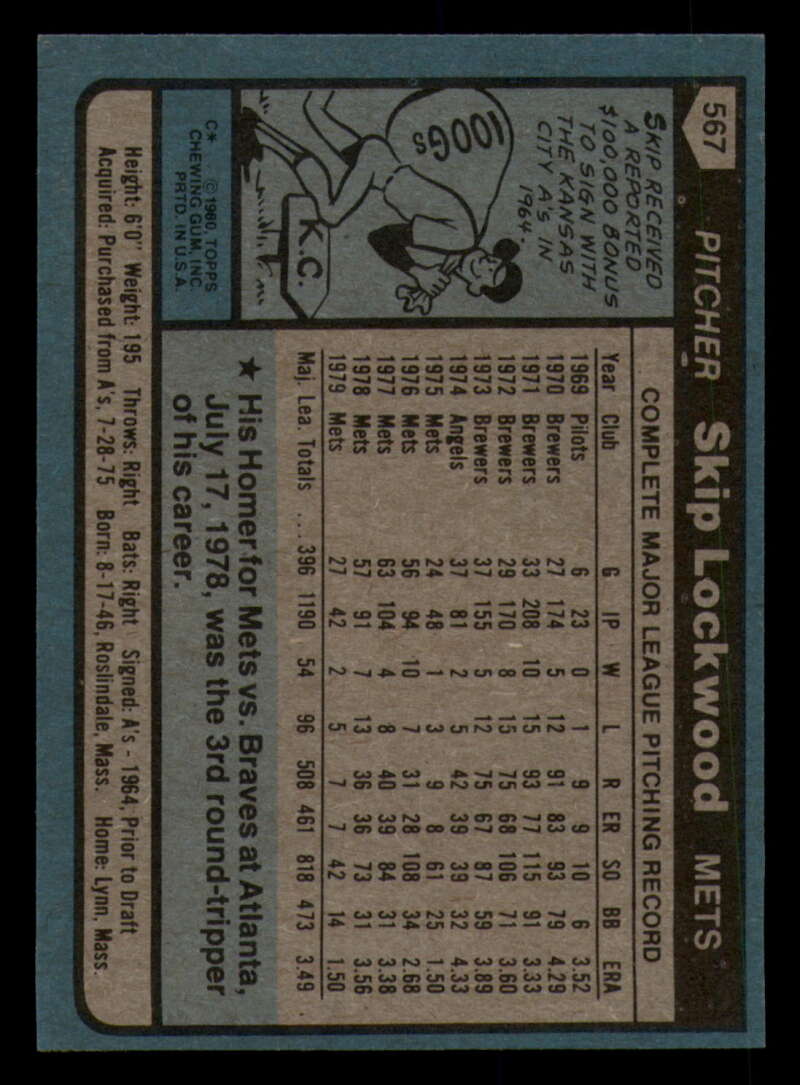 567 PITCHER Skip Lockwood METS
SKIP RECEIVED
A REPORTED
$100,000 BONUS
TO SIGN WITH
THE KANSAS
CITY A'S IN
1964.
100Gs
K.C.
C* © 1980, TOPPS
CHEWING GUM, INC.
PRTD. IN U.S.A.
COMPLETE MAJOR LEAGUE PITCHING RECORD
Year Club G IP W L R ER SO BB ERA
1969 Pilots 6 23 0 1 9 9 10 6 3.52
1970 Brewers 27 174 5 12 91 83 93 79 4.29
1971 Brewers 33 208 10 15 93 77 115 91 3.33
1972 Brewers 29 170 8 15 75 68 106 71 3.60
1973 Brewers 37 155 5 12 75 67 87 59 3.89
1974 Angels 37 81 2 5 42 39 39 32 4.33
1975 Mets 24 48 1 3 9 8 61 25 1.50
1976 Mets 56 94 10 7 31 28 108 34 2.68
1977 Mets 63 104 4 8 40 39 84 31 3.38
1978 Mets 57 91 7 13 36 36 73 31 3.56
1979 Mets 27 42 2 5 7 7 42 14 1.50
Maj. Lea. Totals ... 396 1190 54 96 508 461 818 473 3.49
★ His Homer for Mets vs. Braves at Atlanta,
July 17, 1978, was the 3rd round-tripper
of his career.
Height: 6'0" Weight: 195 Throws: Right Bats: Right Signed: A's - 1964, Prior to Draft
Acquired: Purchased from A's, 7-28-75 Born: 8-17-46, Roslindale, Mass. Home: Lynn, Mass.